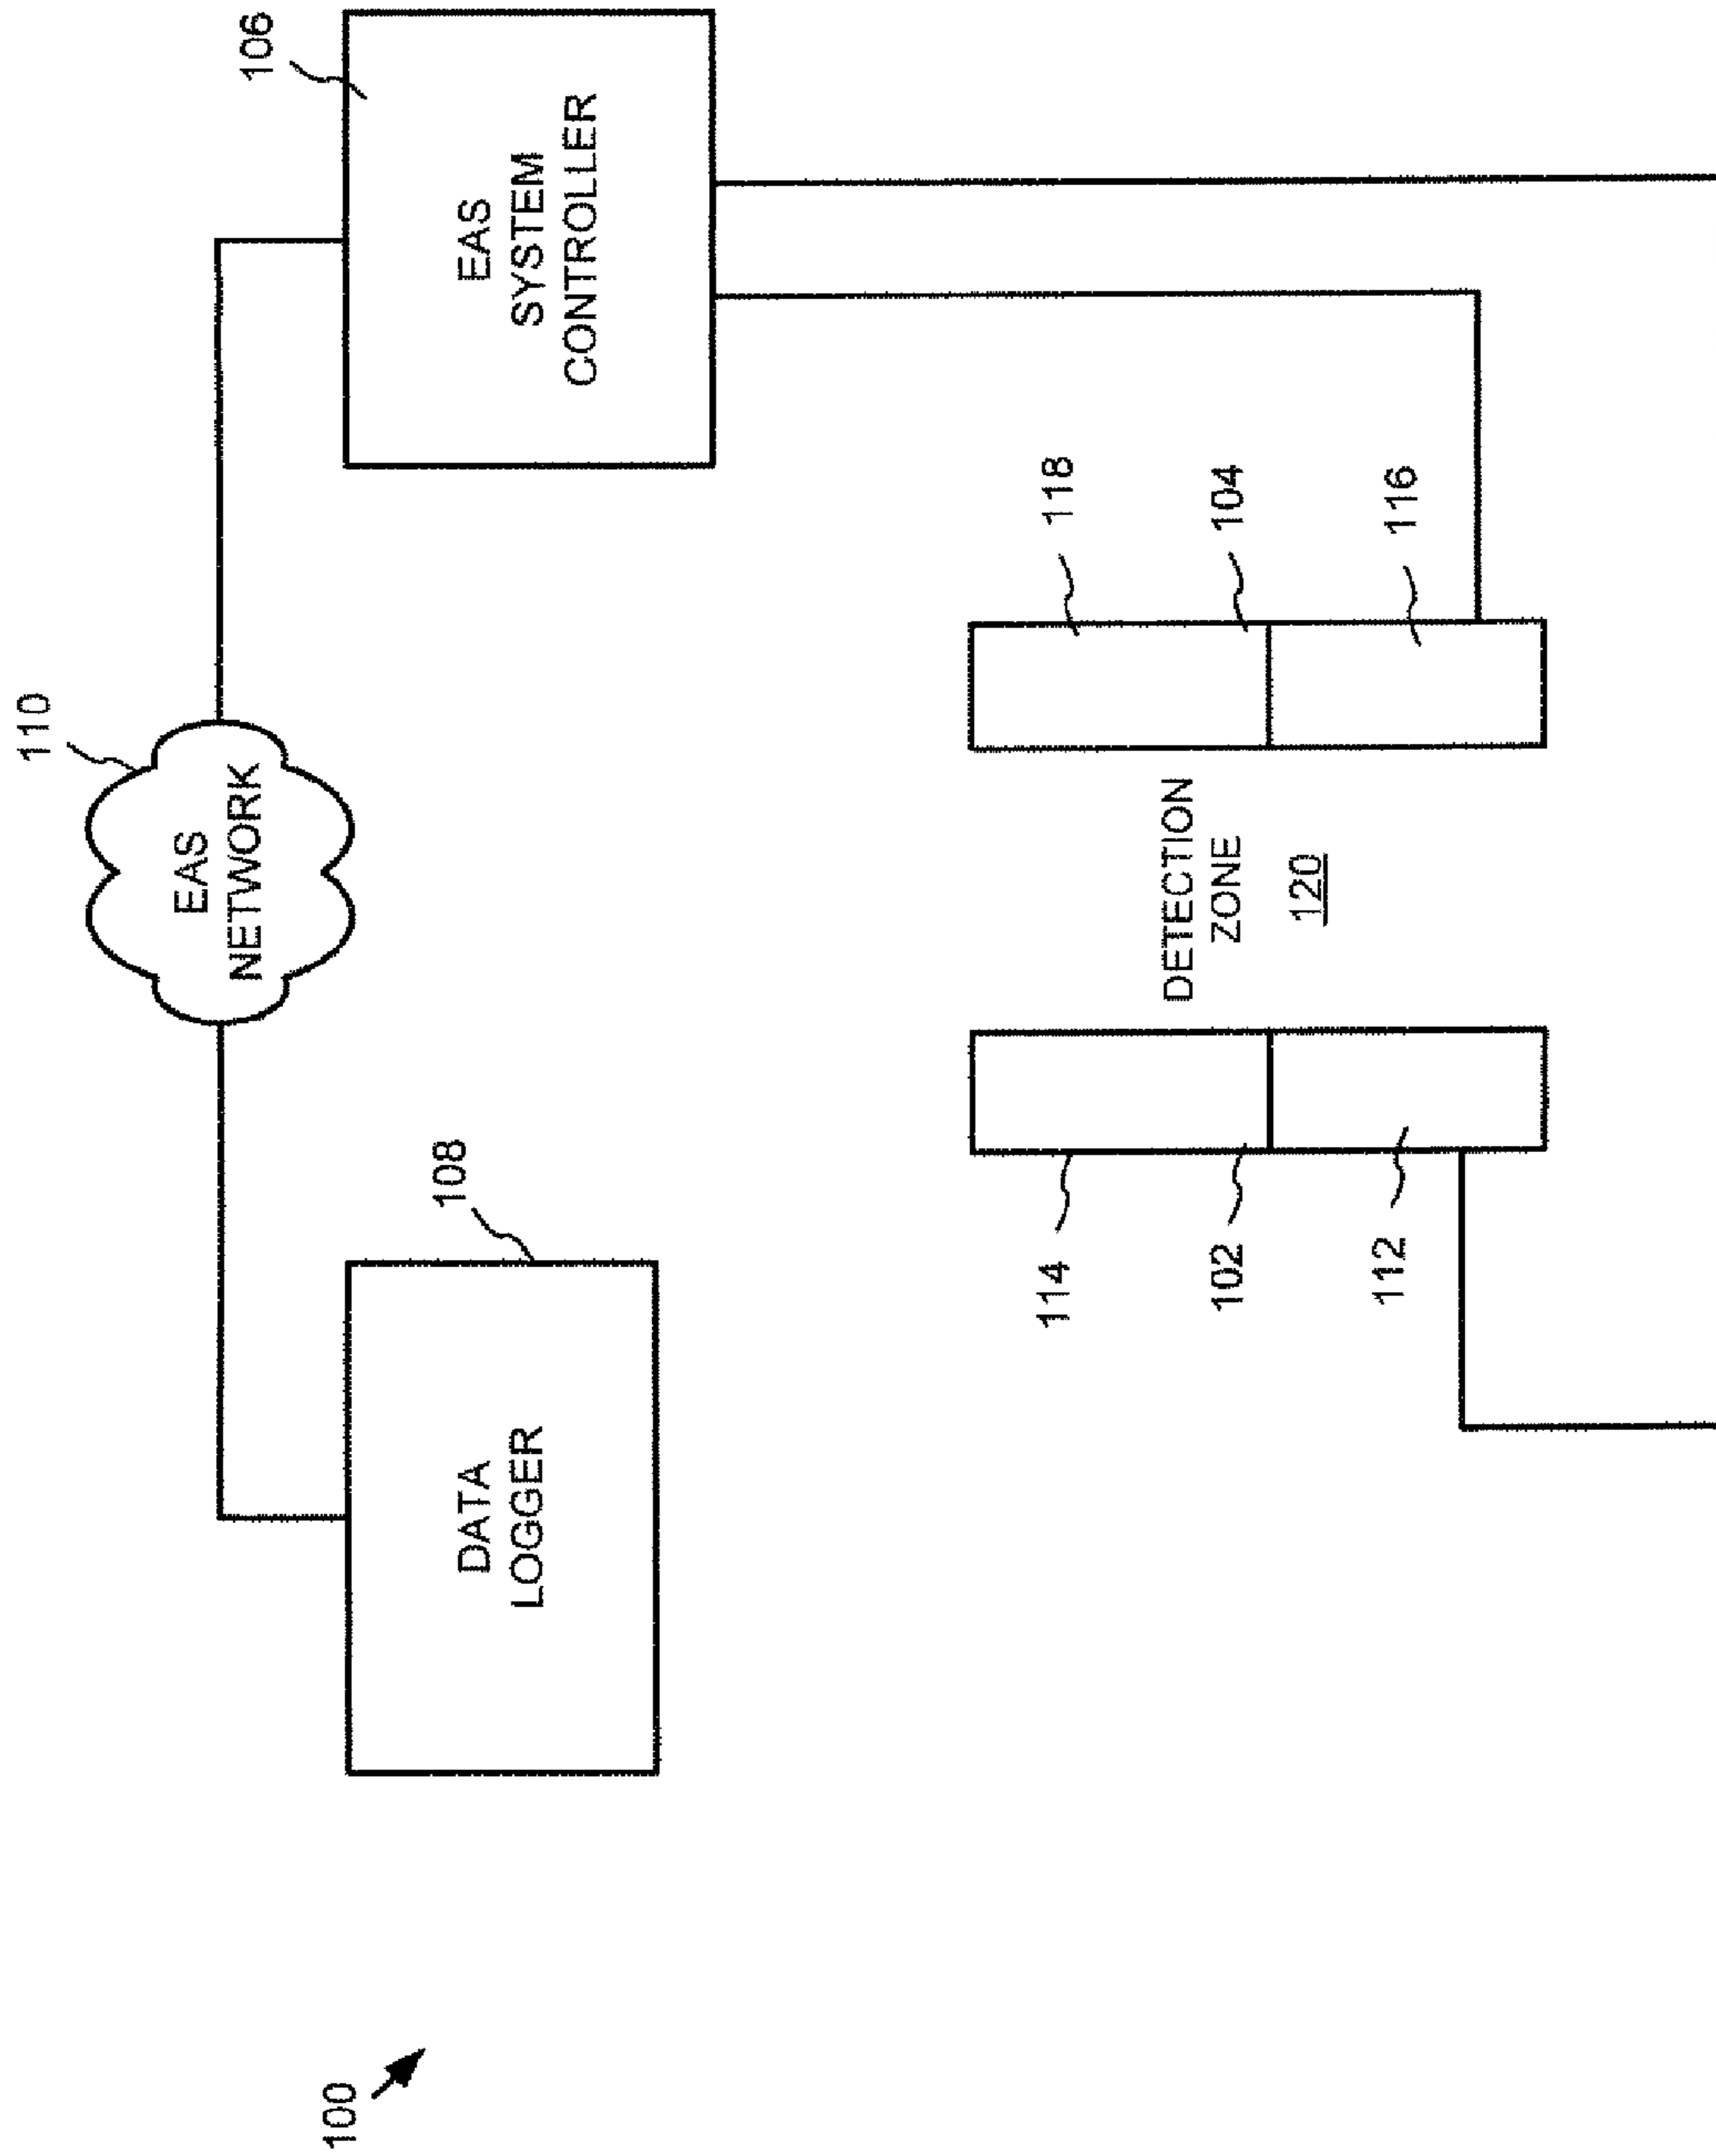 100
110
EAS
NETWORK
106
EAS
SYSTEM
CONTROLLER
108
DATA
LOGGER
114
102
112
DETECTION
ZONE
120
118
104
116